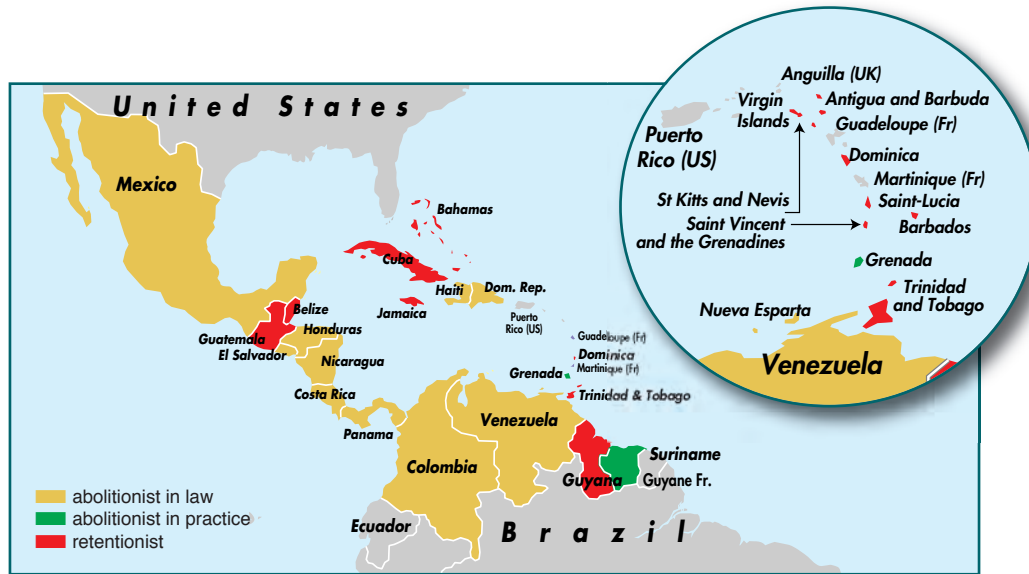 United States
Mexico
Bahamas
Cuba
Haiti
Dom. Rep.
Jamaica
Puerto
Rico (US)
Belize
Honduras
Guatemala
El Salvador
Nicaragua
Costa Rica
Panama
Guadeloupe (Fr)
Dominica
Martinique (Fr)
Grenada
Trinidad & Tobago
Venezuela
Colombia
Guyana
Suriname
Guyane Fr.
Ecuador
Brazil
abolitionist in law
abolitionist in practice
retentionist
Anguilla (UK)
Virgin
Islands
Antigua and Barbuda
Guadeloupe (Fr)
Puerto
Rico (US)
Dominica
Martinique (Fr)
St Kitts and Nevis
Saint-Lucia
Saint Vincent
and the Grenadines
Barbados
Grenada
Trinidad
and Tobago
Nueva Esparta
Venezuela